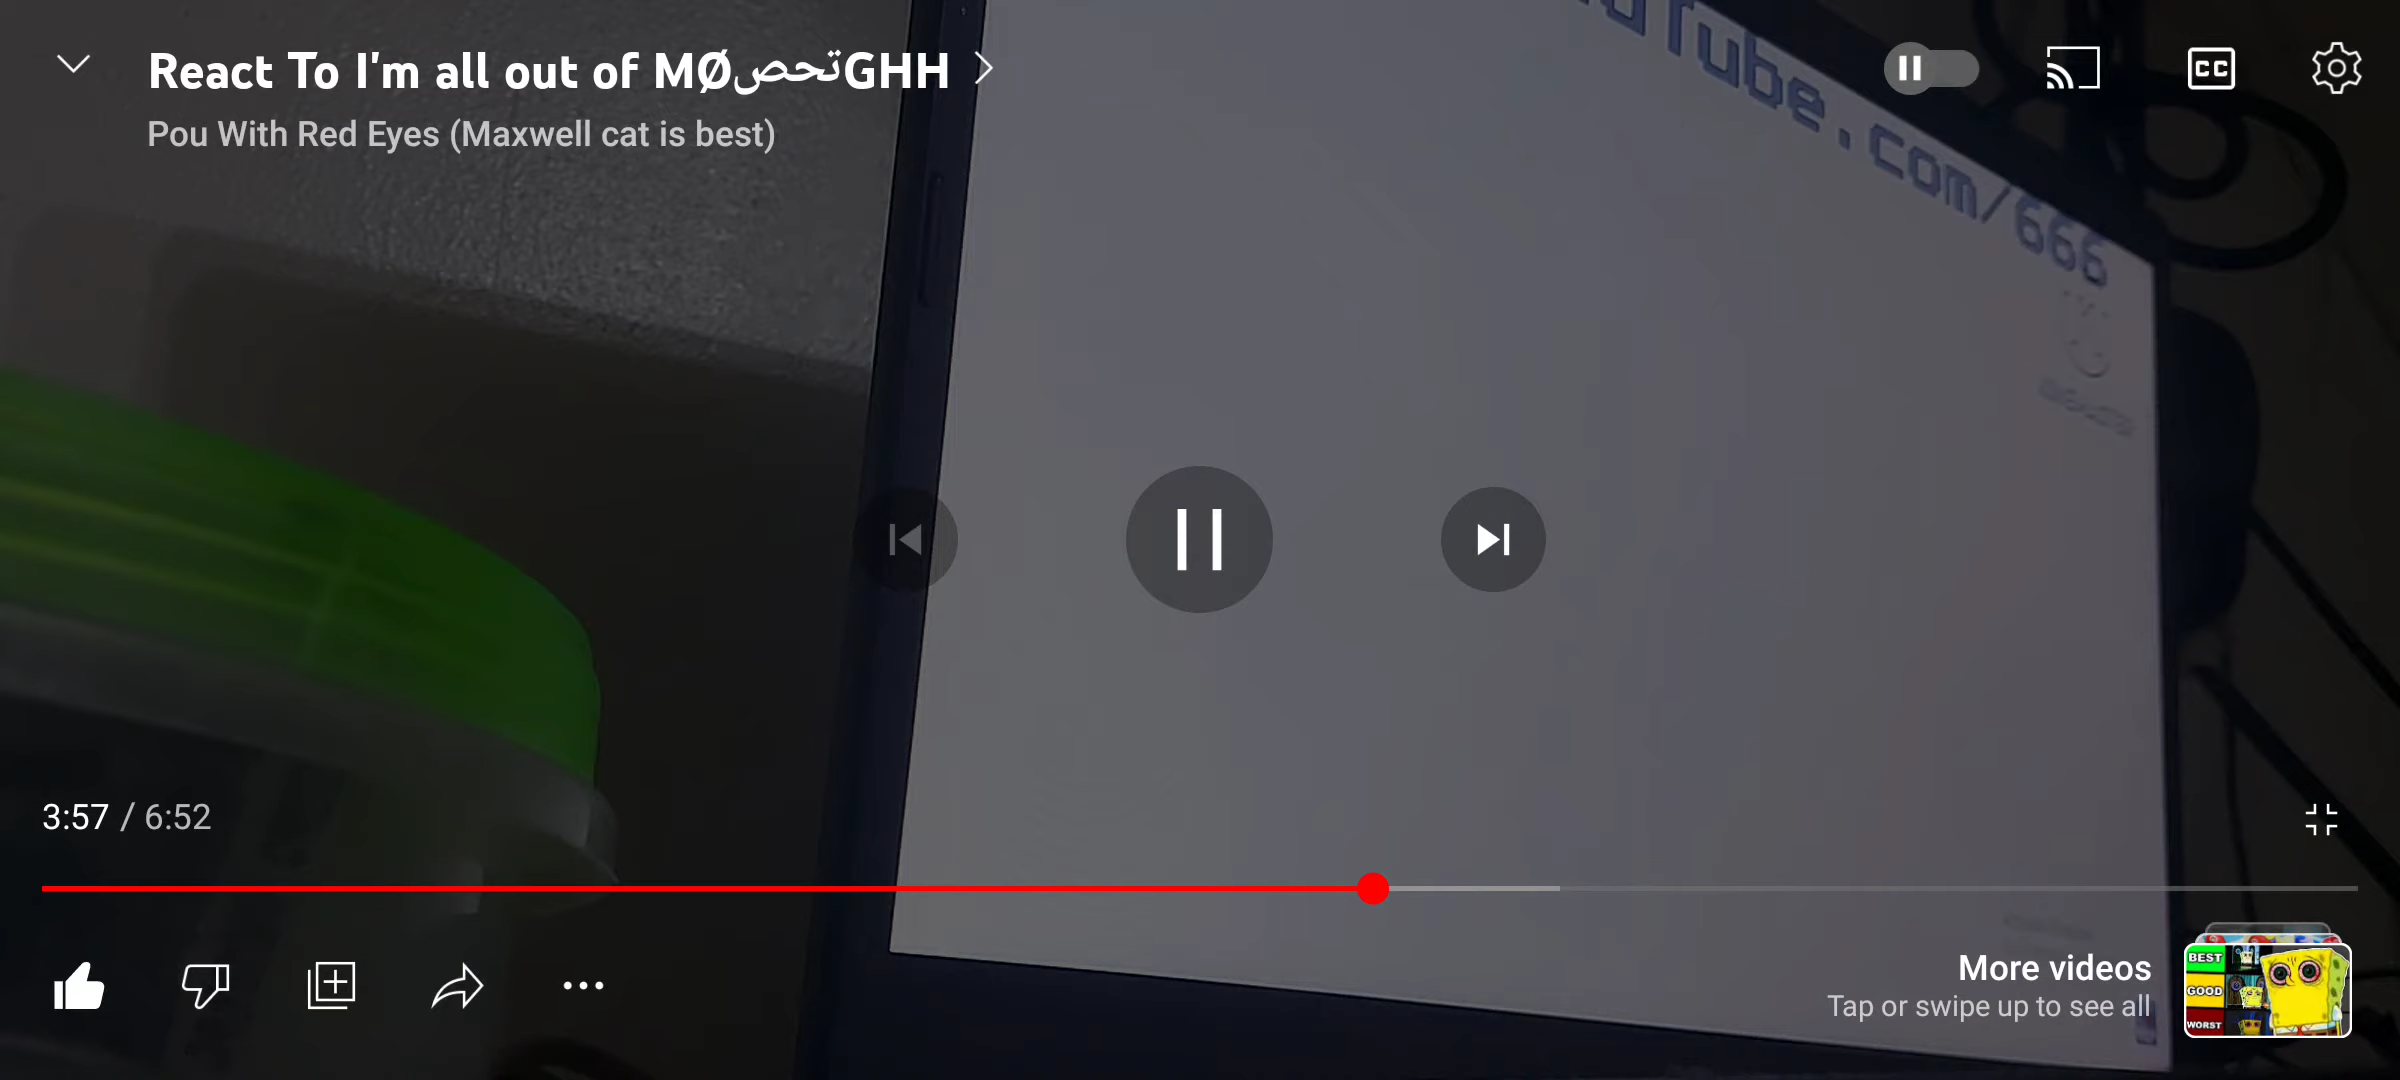 React To I'm all out of MØتحصGHH
Pou With Red Eyes (Maxwell cat is best)
CC
Tube.com/666
3:57 / 6:52
More videos
Tap or swipe up to see all
BEST
GOOD
WORST